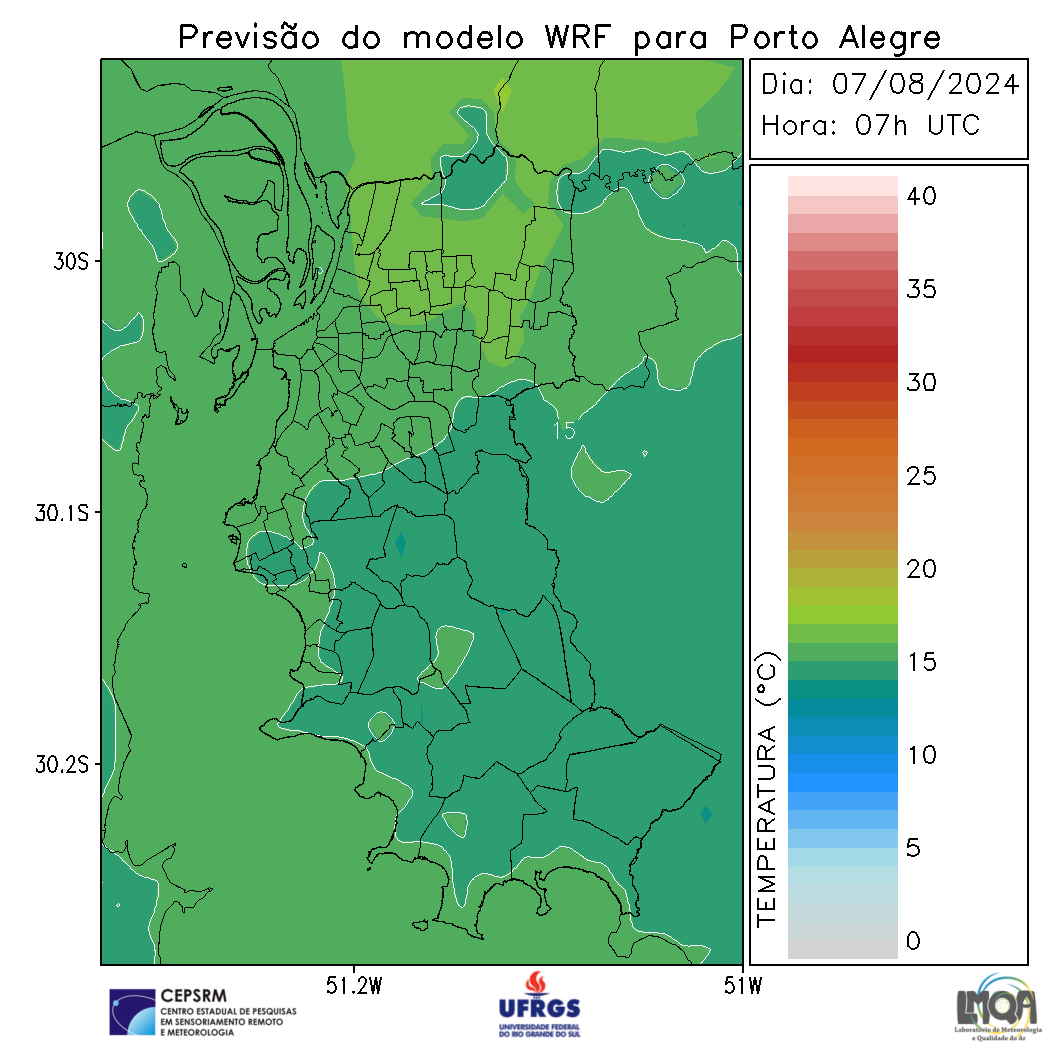 Previsão do modelo WRF para Porto Alegre
Dia: 07/08/2024
Hora: 07h UTC
30S
30.1S
30.2S
51.2W
51W
15
TEMPERATURA (°C)
40
35
30
25
20
15
10
5
0
CEPSRM
CENTRO ESTADUAL DE PESQUISAS
EM SENSORIAMENTO REMOTO
E METEOROLOGIA
UFRGS
UNIVERSIDADE FEDERAL
DO RIO GRANDE DO SUL
LMQA
Laboratório de Meteorologia
e Qualidade do Ar